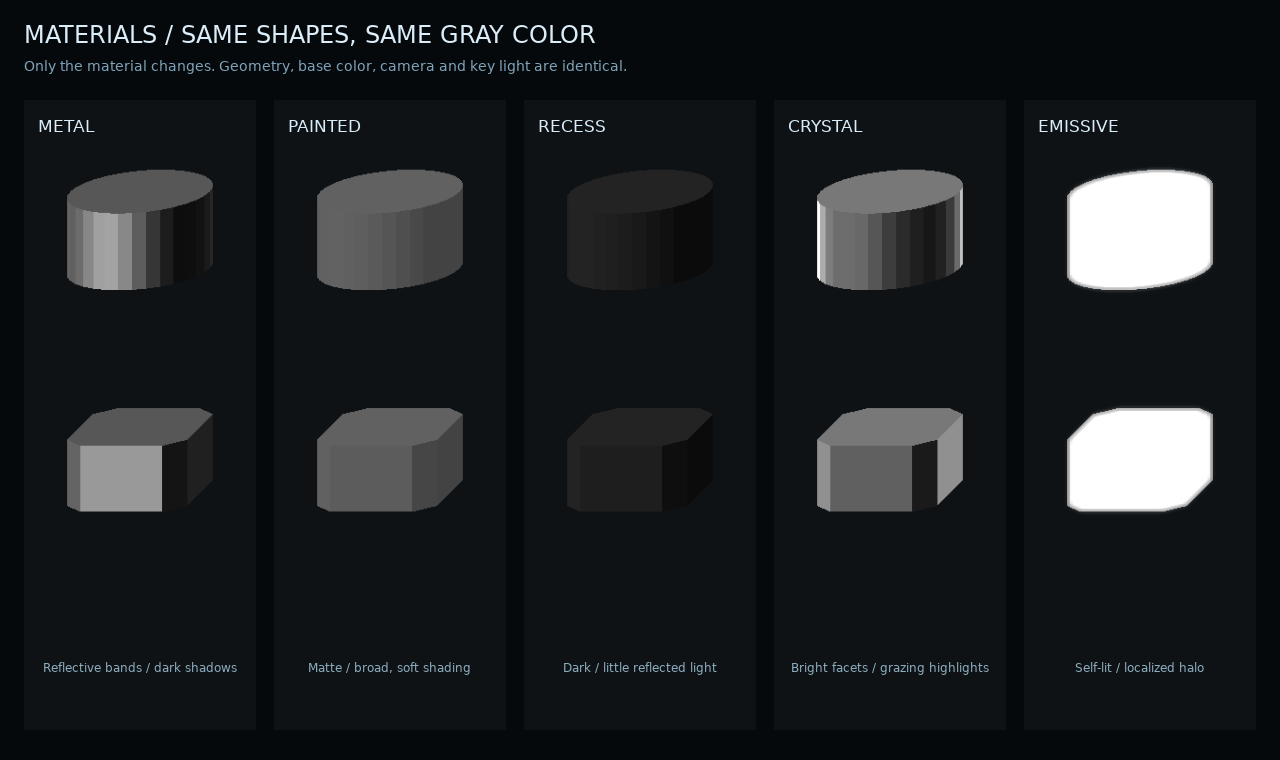 MATERIALS / SAME SHAPES, SAME GRAY COLOR
Only the material changes. Geometry, base color, camera and key light are identical.
METAL
PAINTED
RECESS
CRYSTAL
EMISSIVE
Reflective bands / dark shadows
Matte / broad, soft shading
Dark / little reflected light
Bright facets / grazing highlights
Self-lit / localized halo